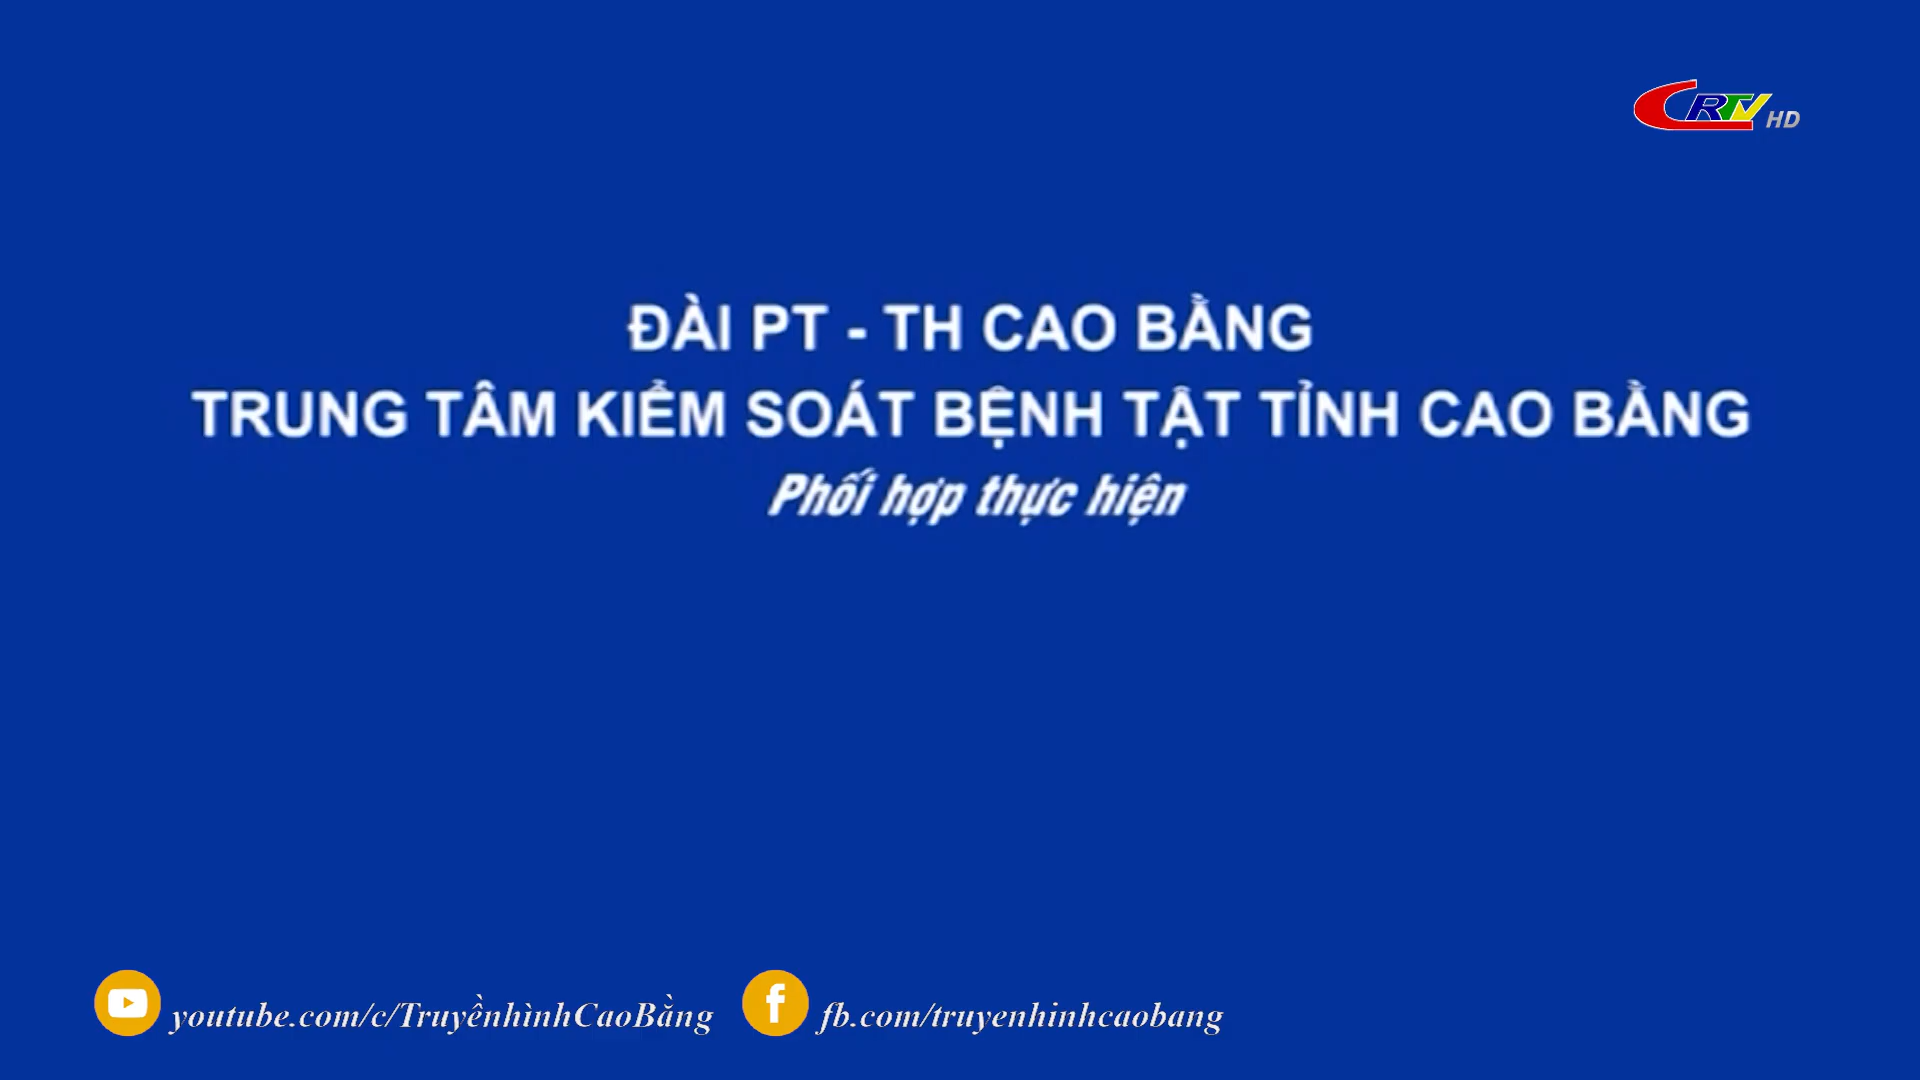 CRTV HD
ĐÀI PT - TH CAO BẰNG
TRUNG TÂM KIỂM SOÁT BỆNH TẬT TỈNH CAO BẰNG
Phối hợp thực hiện
youtube.com/c/TruyềnhìnhCaoBằng
fb.com/truyenhinhcaobang